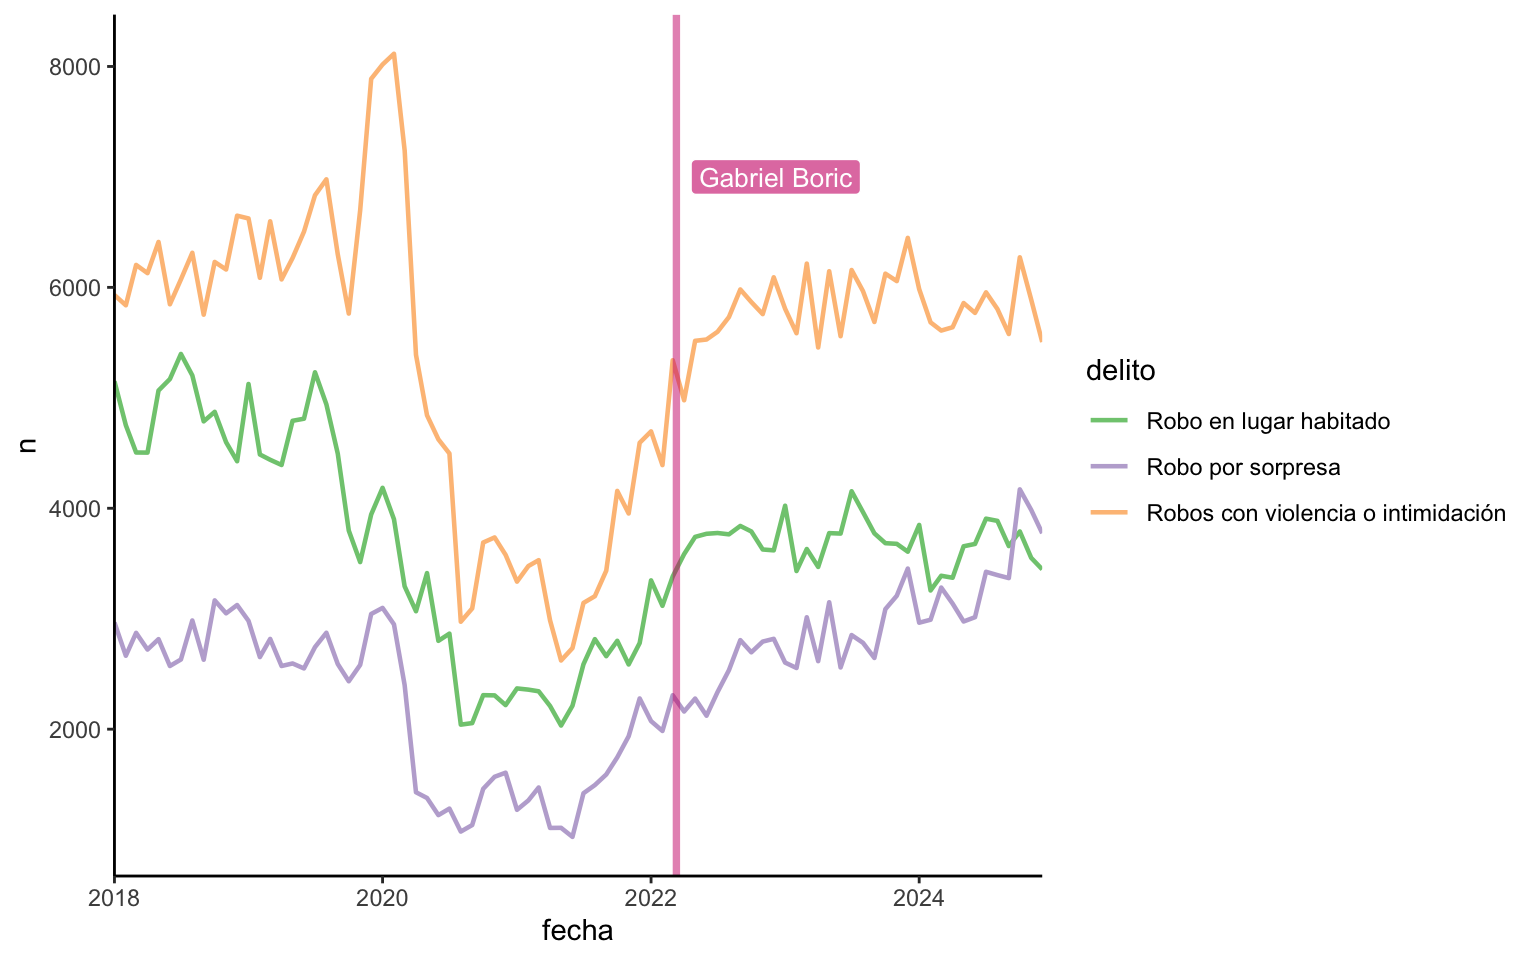 8000
6000
4000
2000
n
2018
2020
2022
2024
fecha
Gabriel Boric
delito
Robo en lugar habitado
Robo por sorpresa
Robos con violencia o intimidación